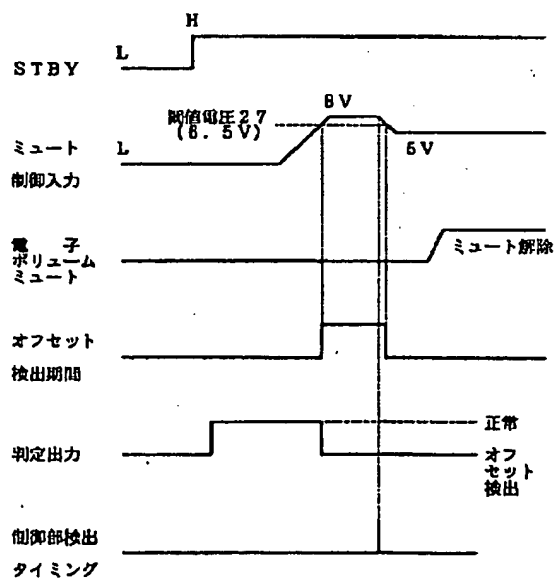 H
L
STBY
8V
閾値電圧27
(6.5V)
ミュート
L
5V
制御入力
電子
ボリューム
ミュート
ミュート解除
オフセット
検出期間
正常
判定出力
オフ
セット
検出
制御部検出
タイミング